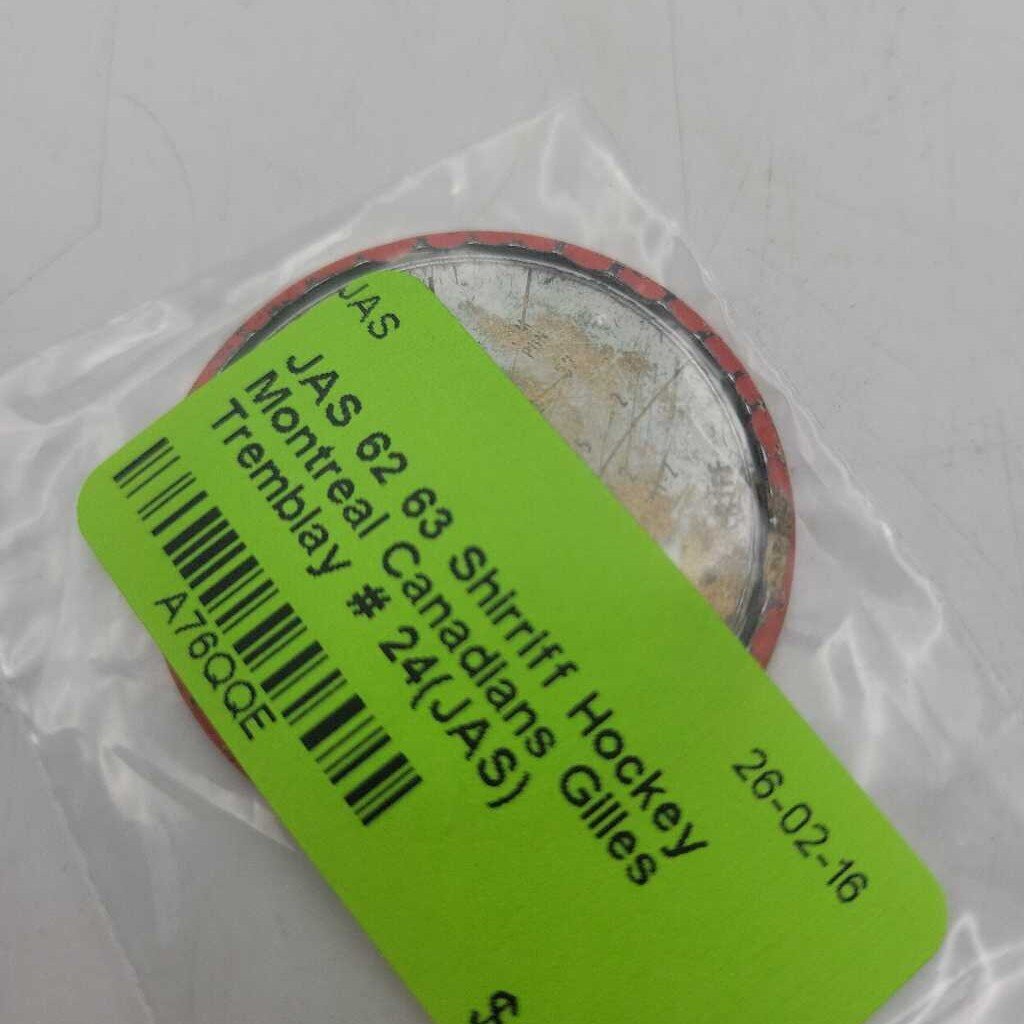 JAS
JAS 62 63 Shirriff Hockey
Montreal Canadians Gilles
Tremblay # 24(JAS)
A76QQE
26-02-16
$